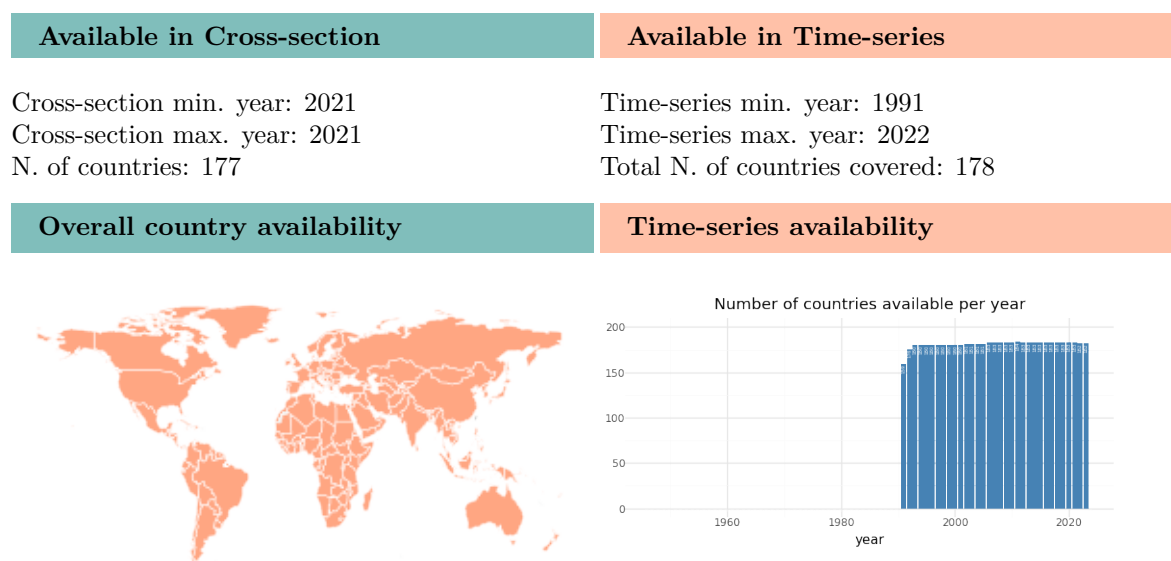 Available in Cross-section
Available in Time-series
Cross-section min. year: 2021
Cross-section max. year: 2021
N. of countries: 177
Time-series min. year: 1991
Time-series max. year: 2022
Total N. of countries covered: 178
Overall country availability
Time-series availability
Number of countries available per year
200
150
100
50
0
1960
1980
2000
2020
year